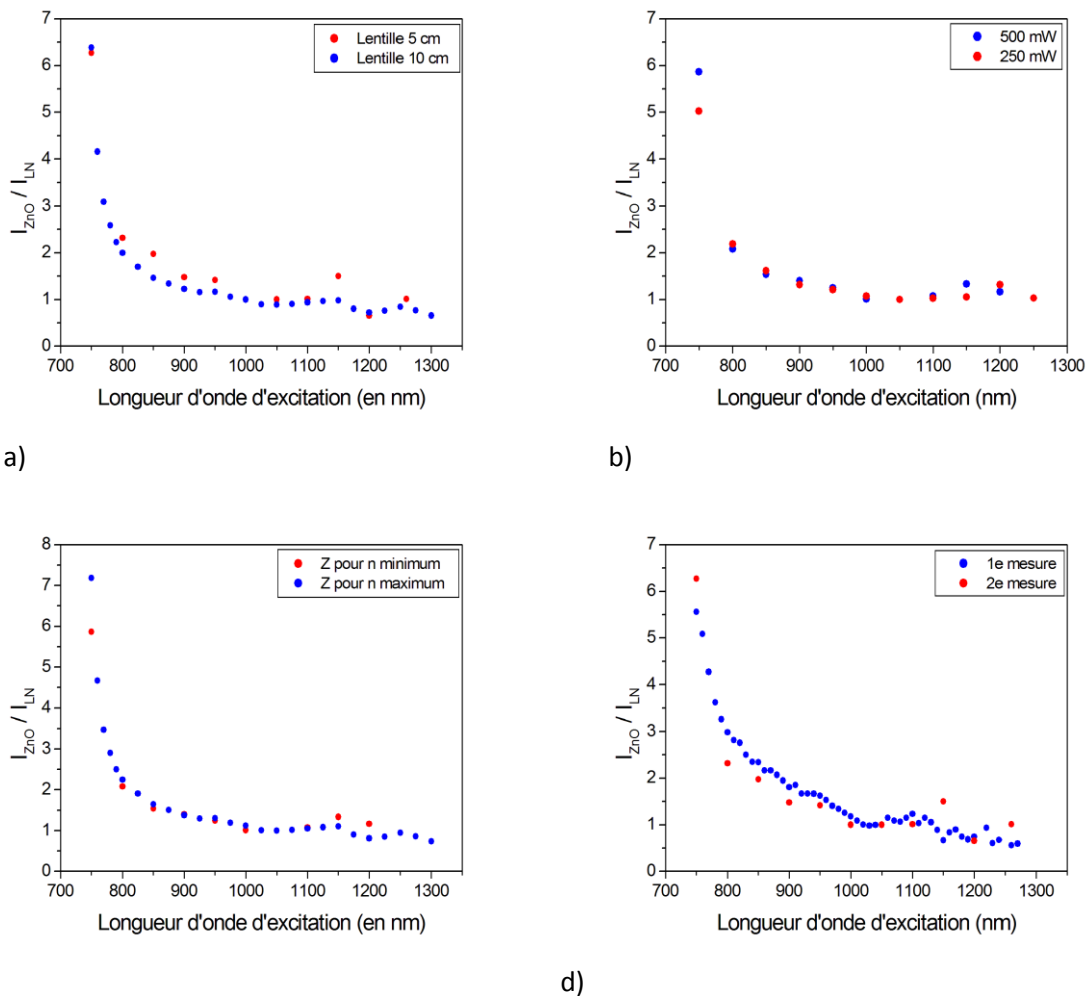 7
6
5
4
3
2
1
0
I_ZnO / I_LN
Lentille 5 cm
Lentille 10 cm
700 800 900 1000 1100 1200 1300
Longueur d'onde d'excitation (en nm)
a)
7
6
5
4
3
2
1
0
I_ZnO / I_LN
500 mW
250 mW
700 800 900 1000 1100 1200 1300
Longueur d'onde d'excitation (nm)
b)
8
7
6
5
4
3
2
1
0
I_ZnO / I_LN
Z pour n minimum
Z pour n maximum
700 800 900 1000 1100 1200 1300
Longueur d'onde d'excitation (en nm)
7
6
5
4
3
2
1
0
I_ZnO / I_LN
1e mesure
2e mesure
700 800 900 1000 1100 1200 1300
Longueur d'onde d'excitation (nm)
d)